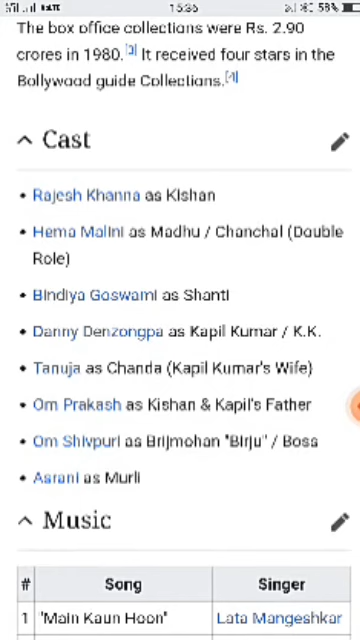 15:36
58%
The box office collections were Rs. 2.90
crores in 1980.[3] It received four stars in the
Bollywood guide Collections.[4]
Cast
• Rajesh Khanna as Kishan
• Hema Malini as Madhu / Chanchal (Double
Role)
• Bindiya Goswami as Shanti
• Danny Denzongpa as Kapil Kumar / K.K.
• Tanuja as Chanda (Kapil Kumar's Wife)
• Om Prakash as Kishan & Kapil's Father
• Om Shivpuri as Brijmohan "Birju" / Boss
• Asrani as Murli
Music
# Song Singer
1 "Main Kaun Hoon" Lata Mangeshkar